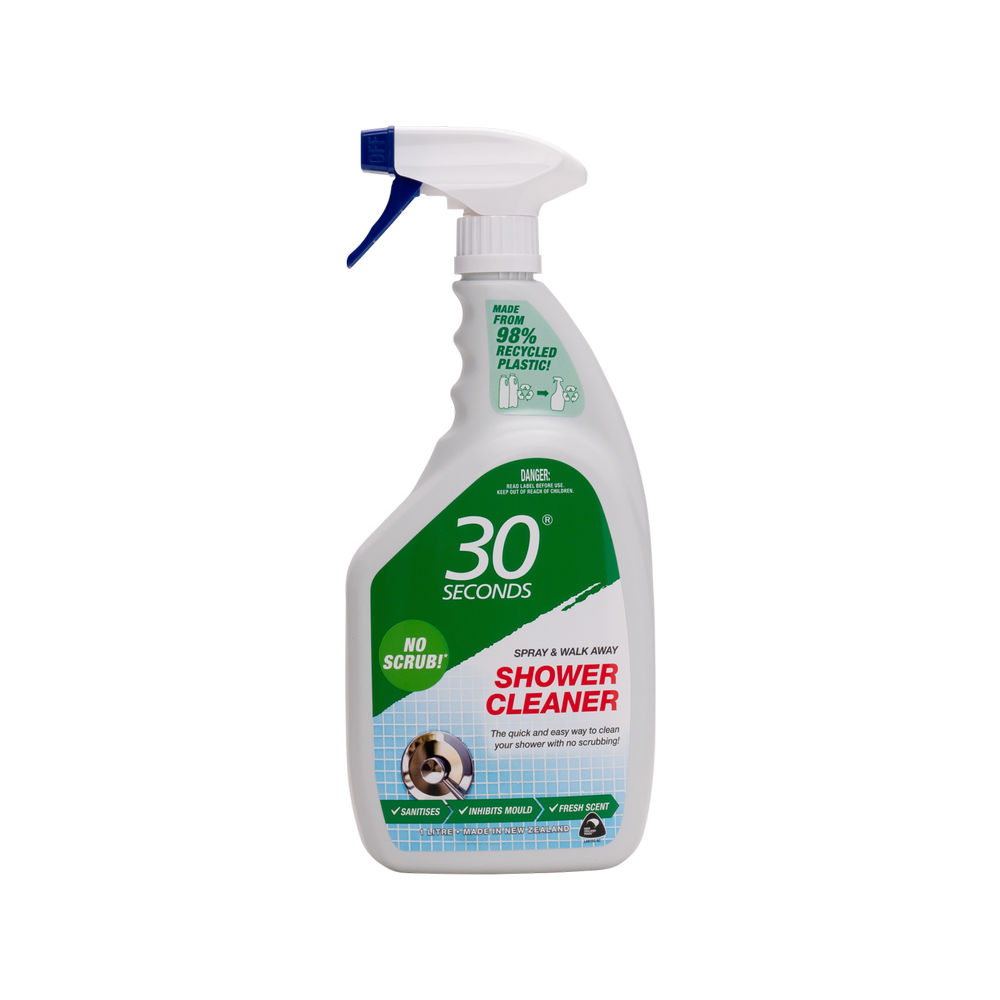 OFF
MADE
FROM
98%
RECYCLED
PLASTIC!
DANGER:
READ LABEL BEFORE USE.
KEEP OUT OF REACH OF CHILDREN.
30®
SECONDS
NO
SCRUB!*
SPRAY & WALK AWAY
SHOWER
CLEANER
The quick and easy way to clean
your shower with no scrubbing!
SANITISES
INHIBITS MOULD
FRESH SCENT
1 LITRE • MADE IN NEW ZEALAND